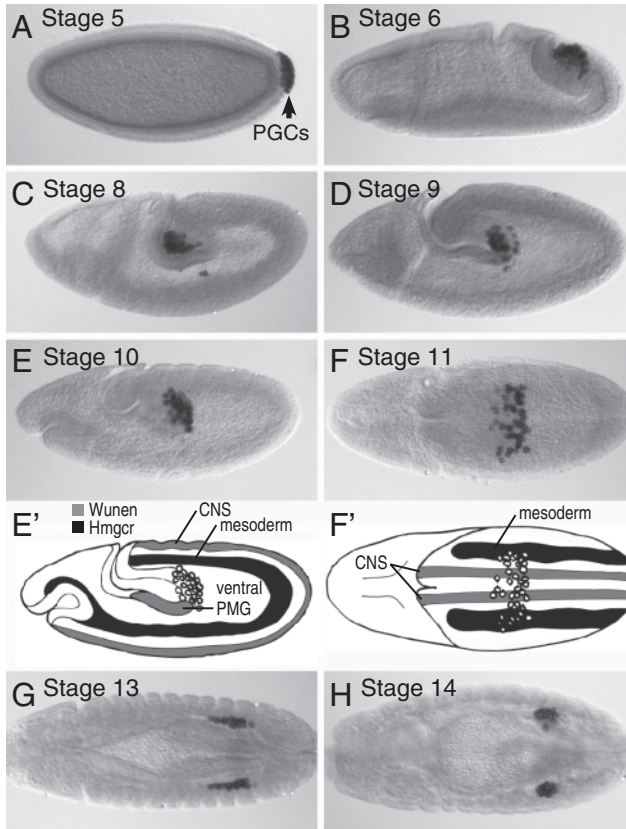 A Stage 5
PGCs
B Stage 6
C Stage 8
D Stage 9
E Stage 10
F Stage 11
E’
Wunen
Hmgcr
CNS
mesoderm
ventral
PMG
F’
mesoderm
CNS
G Stage 13
H Stage 14